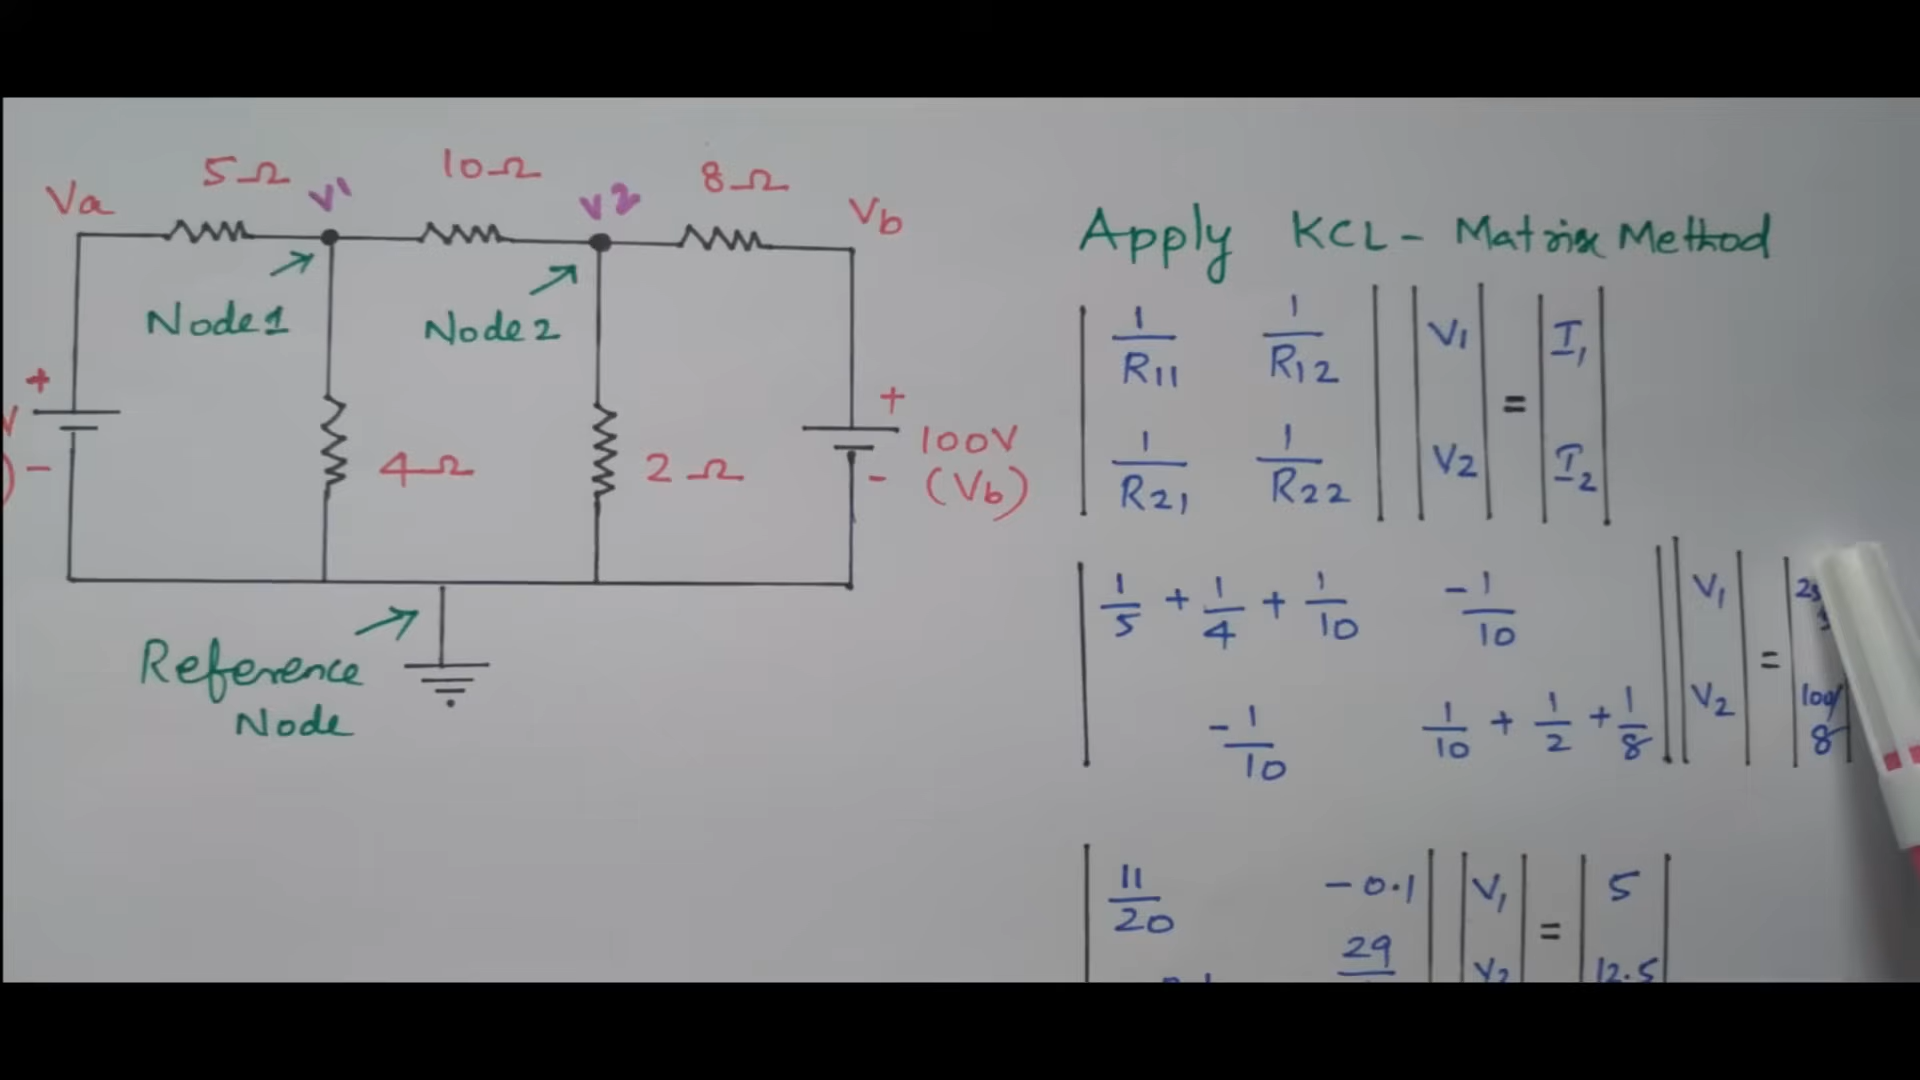 5Ω
10Ω
8Ω
Va
V1
V2
Vb
Node1
Node2
+
-
4Ω
2Ω
+
100V
(Vb)
-
Reference
Node
Apply KCL - Matrix Method
1/R11 1/R12 V1 = I1
1/R21 1/R22 V2 I2
1/5 + 1/4 + 1/10 -1/10 V1 =
-1/10 1/10 + 1/2 + 1/8 V2 100/8
11/20 -0.1 V1 = 5
29 V2 12.5